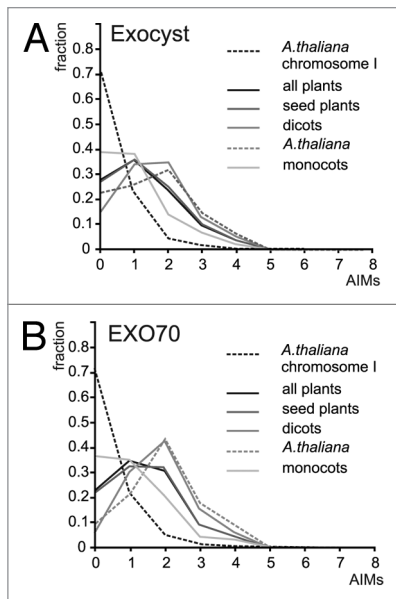 A Exocyst
fraction
0.8
0.7
0.6
0.5
0.4
0.3
0.2
0.1
0
0 1 2 3 4 5 6 7 8
AIMs
A.thaliana
chromosome I
all plants
seed plants
dicots
A.thaliana
monocots
B EXO70
fraction
0.8
0.7
0.6
0.5
0.4
0.3
0.2
0.1
0
0 1 2 3 4 5 6 7 8
AIMs
A.thaliana
chromosome I
all plants
seed plants
dicots
A.thaliana
monocots